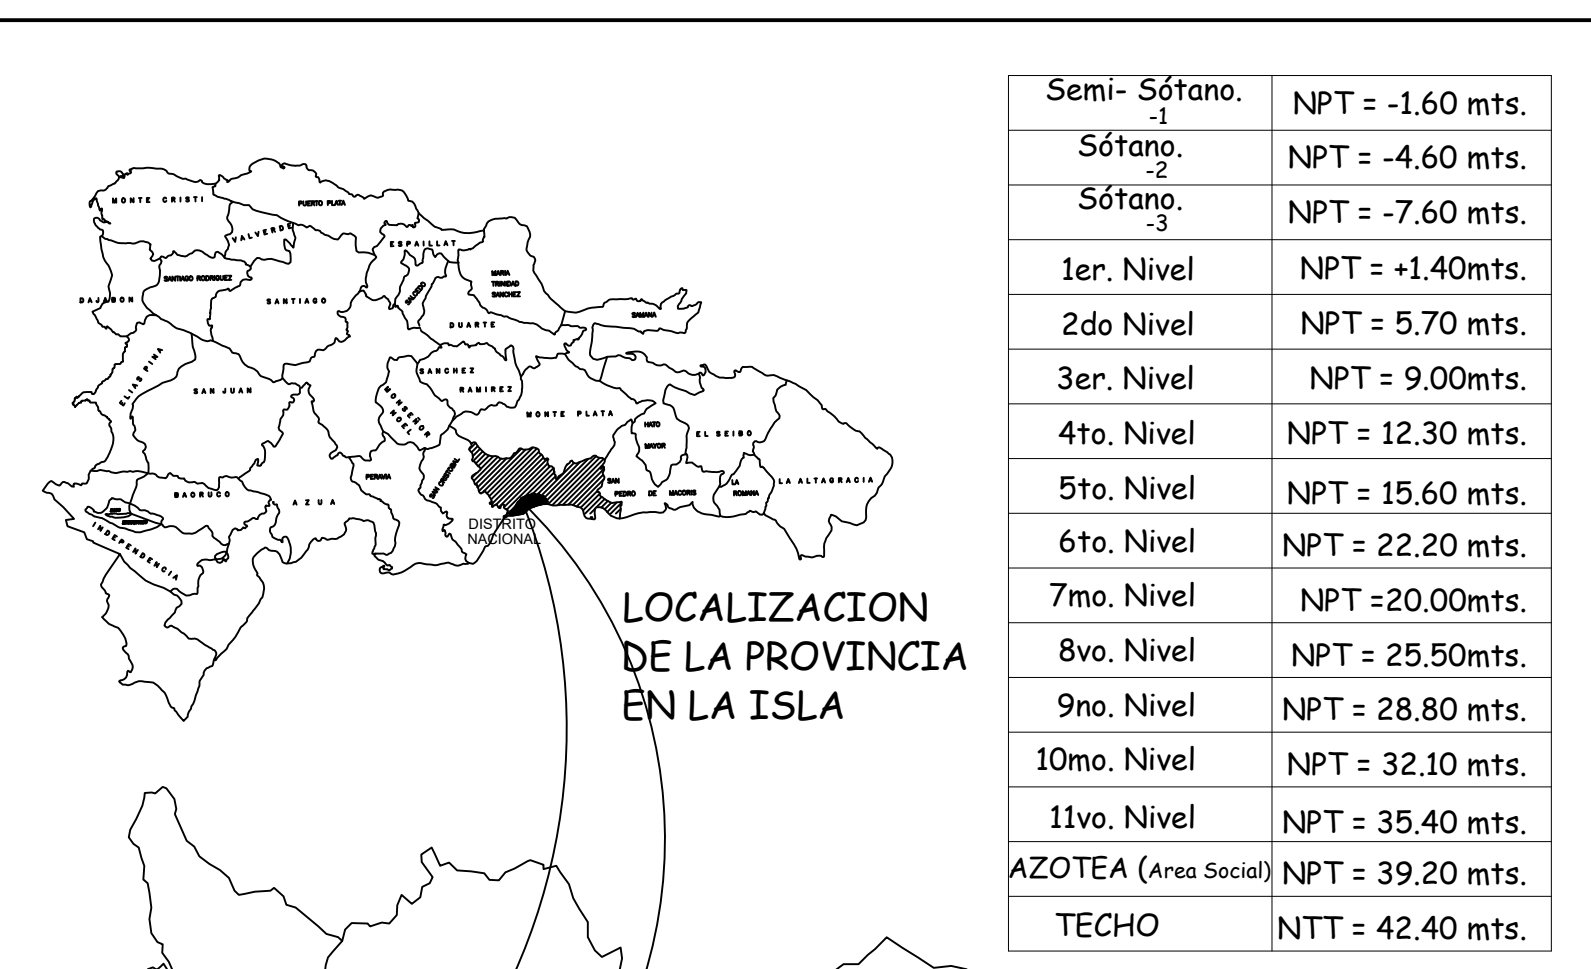 MONTE CRISTI
PUERTO PLATA
VALVERDE
ESPAILLAT
SANTIAGO RODRIGUEZ
MARIA
TRINIDAD
SANCHEZ
DAJABON
SANTIAGO
SALCEDO
SAMANA
DUARTE
ELIAS PINA
SAN JUAN
SANCHEZ
RAMIREZ
MONSEÑOR
NOEL
MONTE PLATA
HATO
MAYOR
EL SEIBO
PERAVIA
SAN CRISTOBAL
SAN
PEDRO DE MACORIS
LA
ROMANA
LA ALTAGRACIA
BAORUCO
AZUA
INDEPENDENCIA
DISTRITO
NACIONAL
LOCALIZACION
DE LA PROVINCIA
EN LA ISLA
Semi- Sótano.
-1
NPT = -1.60 mts.
Sótano.
-2
NPT = -4.60 mts.
Sótano.
-3
NPT = -7.60 mts.
1er. Nivel NPT = +1.40mts.
2do Nivel NPT = 5.70 mts.
3er. Nivel NPT = 9.00mts.
4to. Nivel NPT = 12.30 mts.
5to. Nivel NPT = 15.60 mts.
6to. Nivel NPT = 22.20 mts.
7mo. Nivel NPT =20.00mts.
8vo. Nivel NPT = 25.50mts.
9no. Nivel NPT = 28.80 mts.
10mo. Nivel NPT = 32.10 mts.
11vo. Nivel NPT = 35.40 mts.
AZOTEA (Area Social) NPT = 39.20 mts.
TECHO NTT = 42.40 mts.